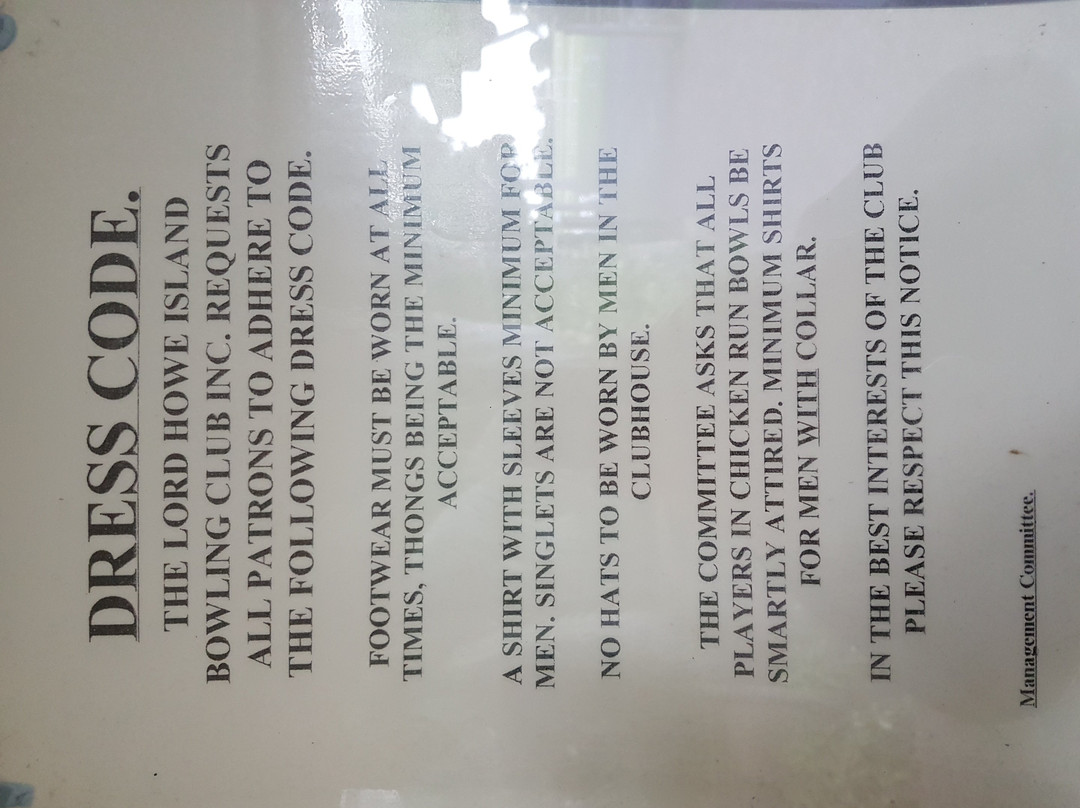 DRESS CODE.
THE LORD HOWE ISLAND
BOWLING CLUB INC. REQUESTS
ALL PATRONS TO ADHERE TO
THE FOLLOWING DRESS CODE.
FOOTWEAR MUST BE WORN AT ALL
TIMES, THONGS BEING THE MINIMUM
ACCEPTABLE.
A SHIRT WITH SLEEVES MINIMUM FOR
MEN. SINGLETS ARE NOT ACCEPTABLE.
NO HATS TO BE WORN BY MEN IN THE
CLUBHOUSE.
THE COMMITTEE ASKS THAT ALL
PLAYERS IN CHICKEN RUN BOWLS BE
SMARTLY ATTIRED. MINIMUM SHIRTS
FOR MEN WITH COLLAR.
IN THE BEST INTERESTS OF THE CLUB
PLEASE RESPECT THIS NOTICE.
Management Committee.